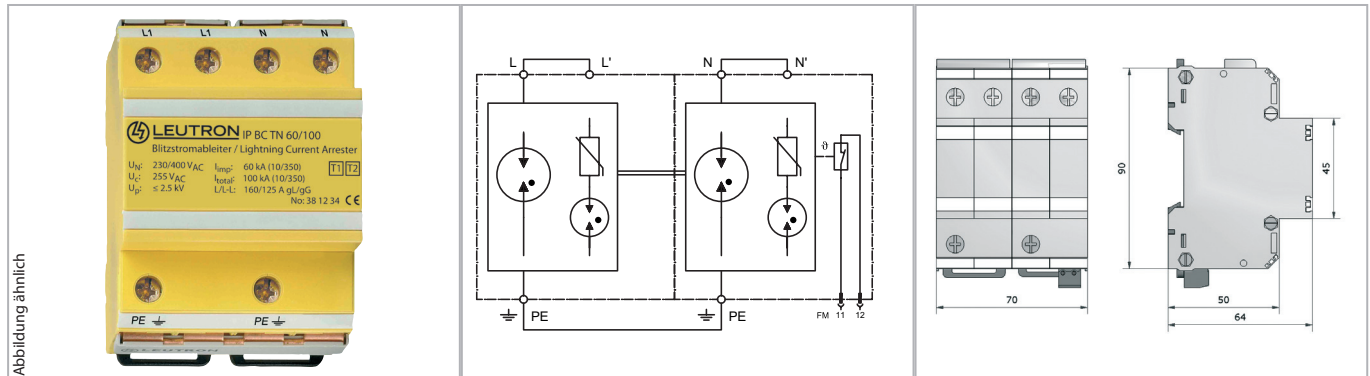 Abbildung ähnlich
L1 L1 N N
LEUTRON IP BC TN 60/100
Blitzstromableiter / Lightning Current Arrester
UN: 230/400 VAC Iimp: 60 kA (10/350) T1 T2
Uc: 255 VAC Itotal: 100 kA (10/350)
Up: ≤ 2.5 kV L/L-L: 160/125 A gL/gG
No: 38 12 34 CE
PE PE
LEUTRON
L L' N N'
ϑ
PE PE FM 11 12
90
70
45
50
64